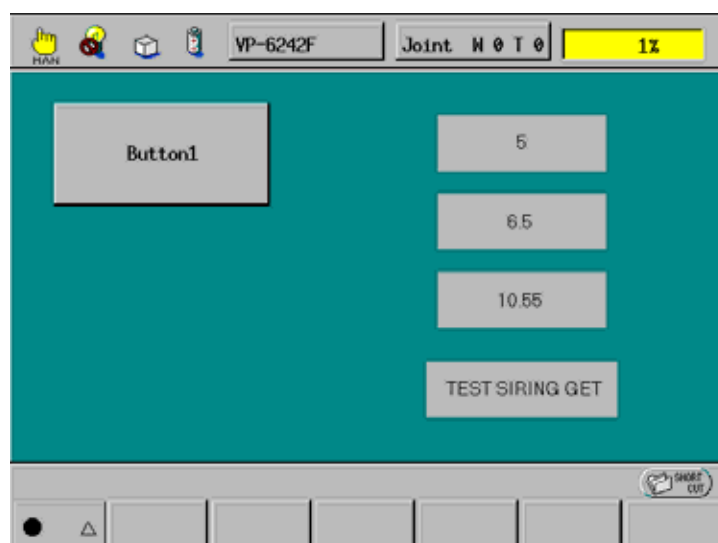 HAN
VP-6242F
Joint W 0 T 0
1%
Button1
5
6.5
10.55
TEST SIRING GET
SHORT
CUT